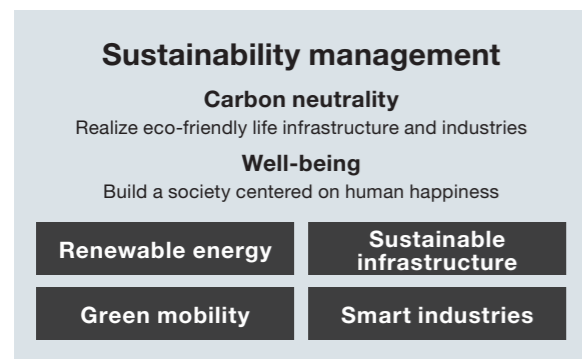 Sustainability management
Carbon neutrality
Realize eco-friendly life infrastructure and industries
Well-being
Build a society centered on human happiness
Renewable energy
Sustainable
infrastructure
Green mobility
Smart industries